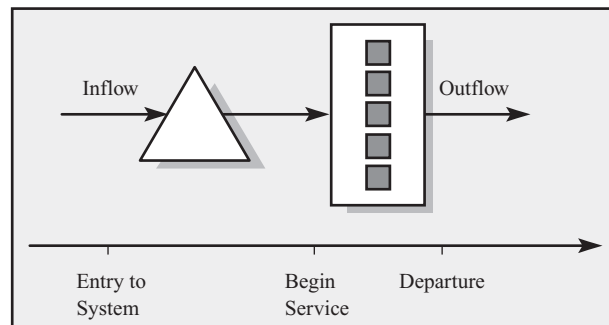 Inflow
Outflow
Entry to
System
Begin
Service
Departure